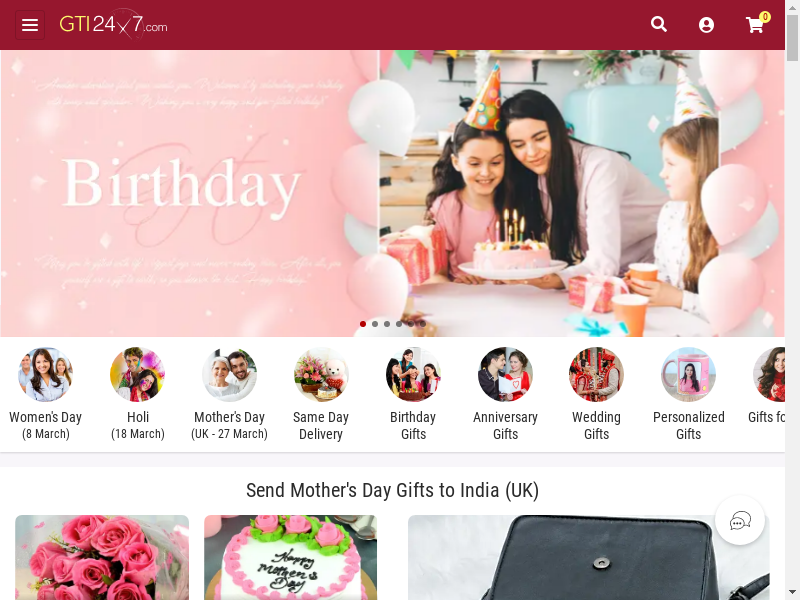 GTI24x7.com
0
Birthday
Women's Day
(8 March)
Holi
(18 March)
Mother's Day
(UK - 27 March)
Same Day
Delivery
Birthday
Gifts
Anniversary
Gifts
Wedding
Gifts
Personalized
Gifts
Gifts fo
Send Mother's Day Gifts to India (UK)
Happy
Mother's
Day